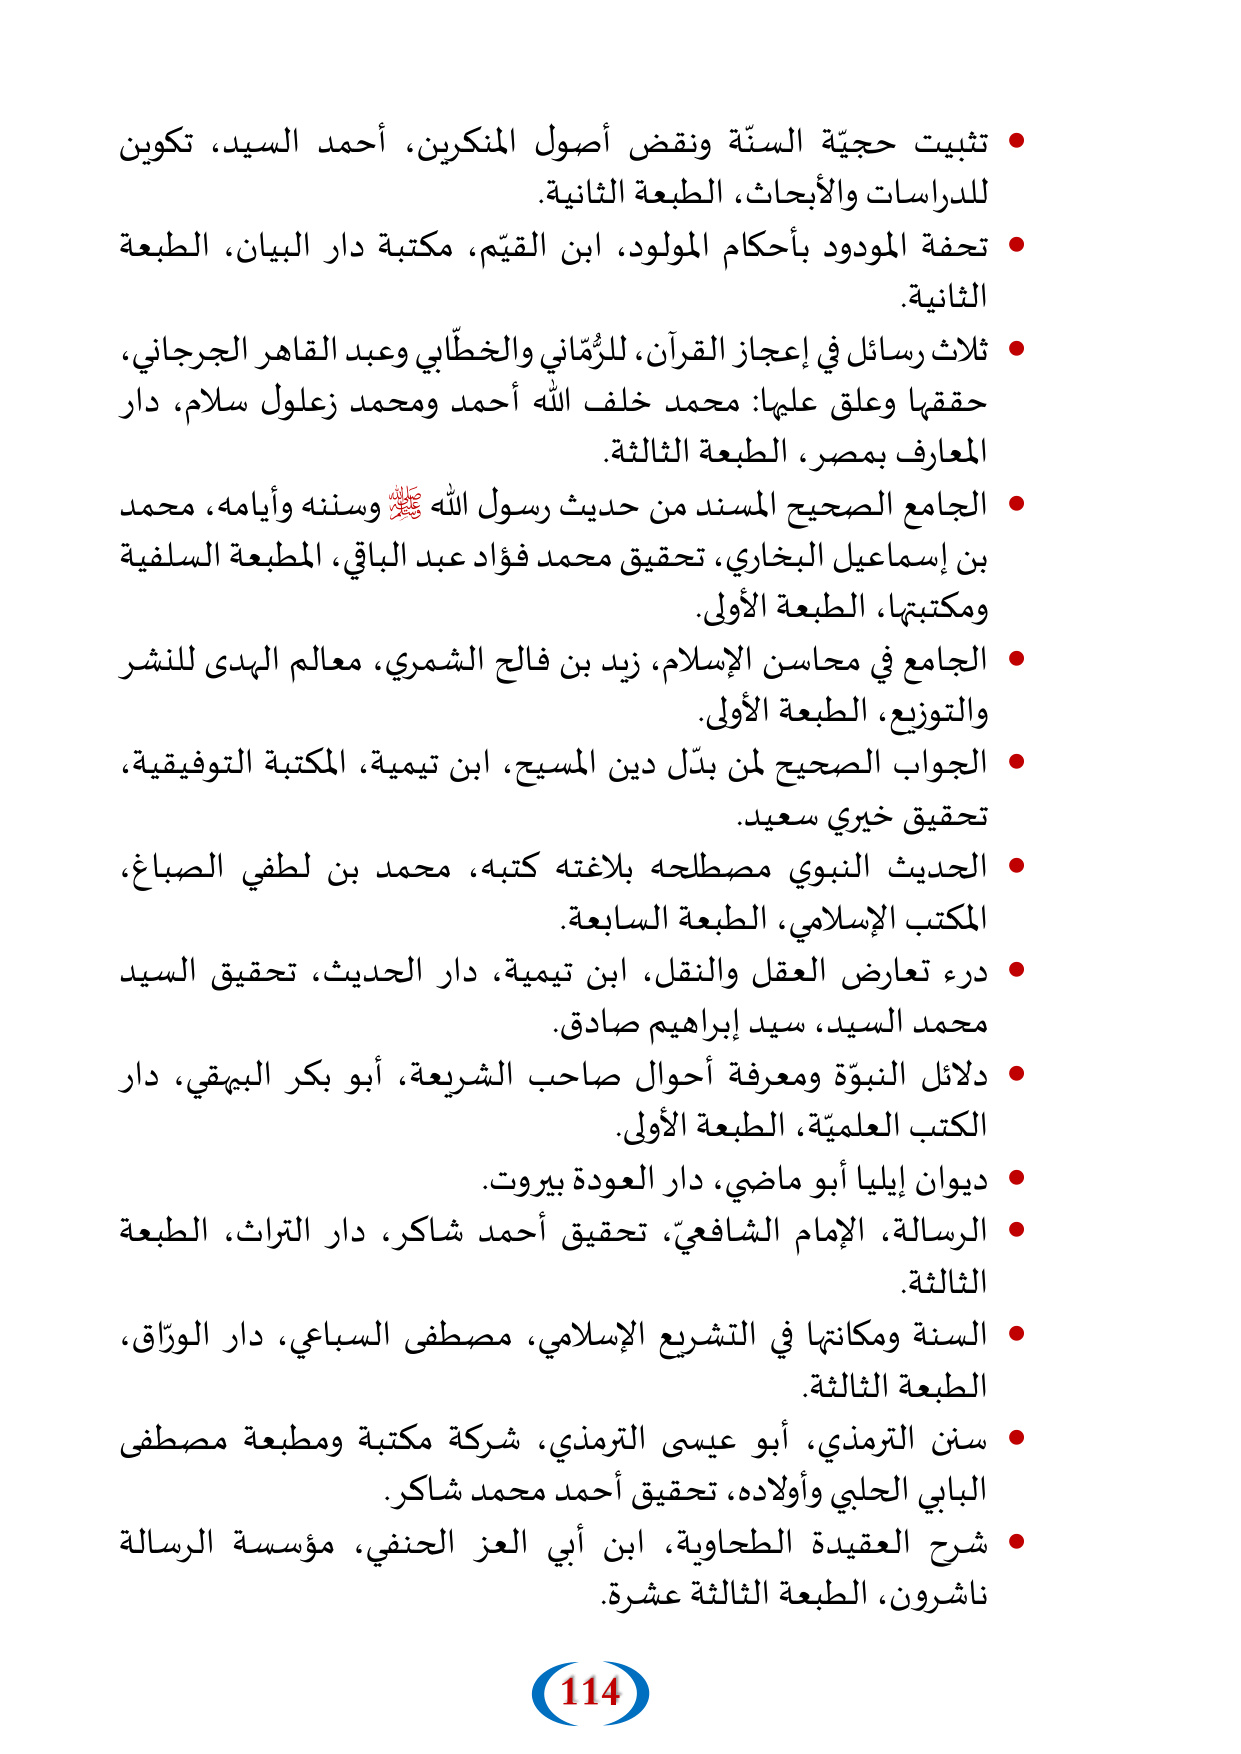 • تثبيت حجيّة السنّة ونقض أصول المنكرين، أحمد السيد، تكوين
للدراسات والأبحاث، الطبعة الثانية.
• تحفة المودود بأحكام المولود، ابن القيّم، مكتبة دار البيان، الطبعة
الثانية.
• ثلاث رسائل في إعجاز القرآن، للرُّمّاني والخطّابي وعبد القاهر الجرجاني،
حققها وعلق عليها: محمد خلف الله أحمد ومحمد زغلول سلام، دار
المعارف بمصر، الطبعة الثالثة.
• الجامع الصحيح المسند من حديث رسول الله ﷺ وسننه وأيامه، محمد
بن إسماعيل البخاري، تحقيق محمد فؤاد عبد الباقي، المطبعة السلفية
ومكتبتها، الطبعة الأولى.
• الجامع في محاسن الإسلام، زيد بن فالح الشمري، معالم الهدى للنشر
والتوزيع، الطبعة الأولى.
• الجواب الصحيح لمن بدّل دين المسيح، ابن تيمية، المكتبة التوفيقية،
تحقيق خيري سعيد.
• الحديث النبوي مصطلحه بلاغته كتبه، محمد بن لطفي الصباغ،
المكتب الإسلامي، الطبعة السابعة.
• درء تعارض العقل والنقل، ابن تيمية، دار الحديث، تحقيق السيد
محمد السيد، سيد إبراهيم صادق.
• دلائل النبوّة ومعرفة أحوال صاحب الشريعة، أبو بكر البيهقي، دار
الكتب العلميّة، الطبعة الأولى.
• ديوان إيليا أبو ماضي، دار العودة بيروت.
• الرسالة، الإمام الشافعيّ، تحقيق أحمد شاكر، دار التراث، الطبعة
الثالثة.
• السنة ومكانتها في التشريع الإسلامي، مصطفى السباعي، دار الورّاق،
الطبعة الثالثة.
• سنن الترمذي، أبو عيسى الترمذي، شركة مكتبة ومطبعة مصطفى
البابي الحلبي وأولاده، تحقيق أحمد محمد شاكر.
• شرح العقيدة الطحاوية، ابن أبي العز الحنفي، مؤسسة الرسالة
ناشرون، الطبعة الثالثة عشرة.
114